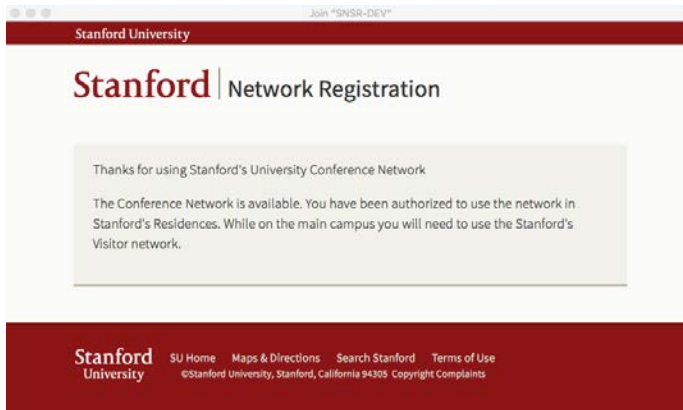 Join "SNSR-DEV"
Stanford University
Stanford Network Registration
Thanks for using Stanford's University Conference Network
The Conference Network is available. You have been authorized to use the network in
Stanford's Residences. While on the main campus you will need to use the Stanford's
Visitor network.
Stanford
University
SU Home Maps & Directions Search Stanford Terms of Use
©Stanford University, Stanford, California 94305 Copyright Complaints